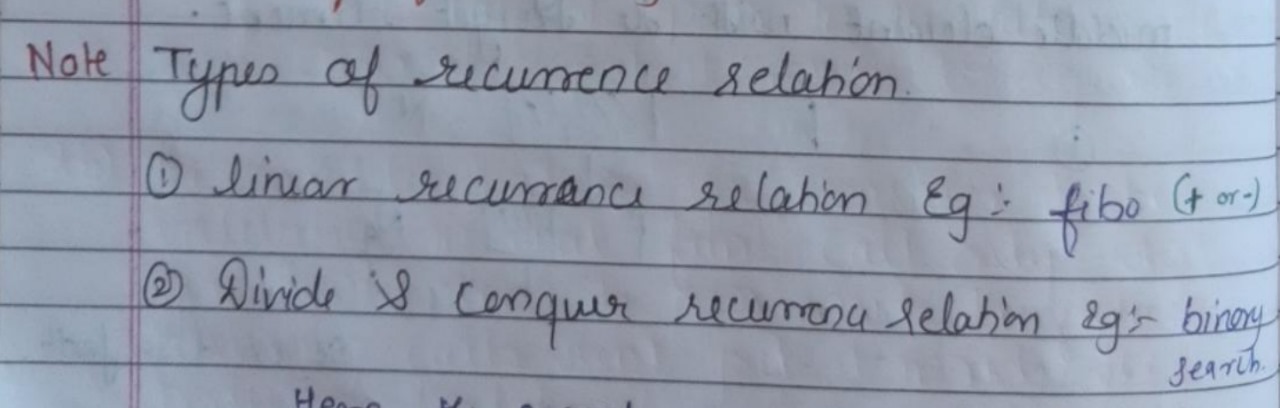 Note Types of recurrence relation.
① linear recurrance relation Eg :- fibo (+ or -)
② Divide & Conquer recurrence relation Eg :- binary
search.